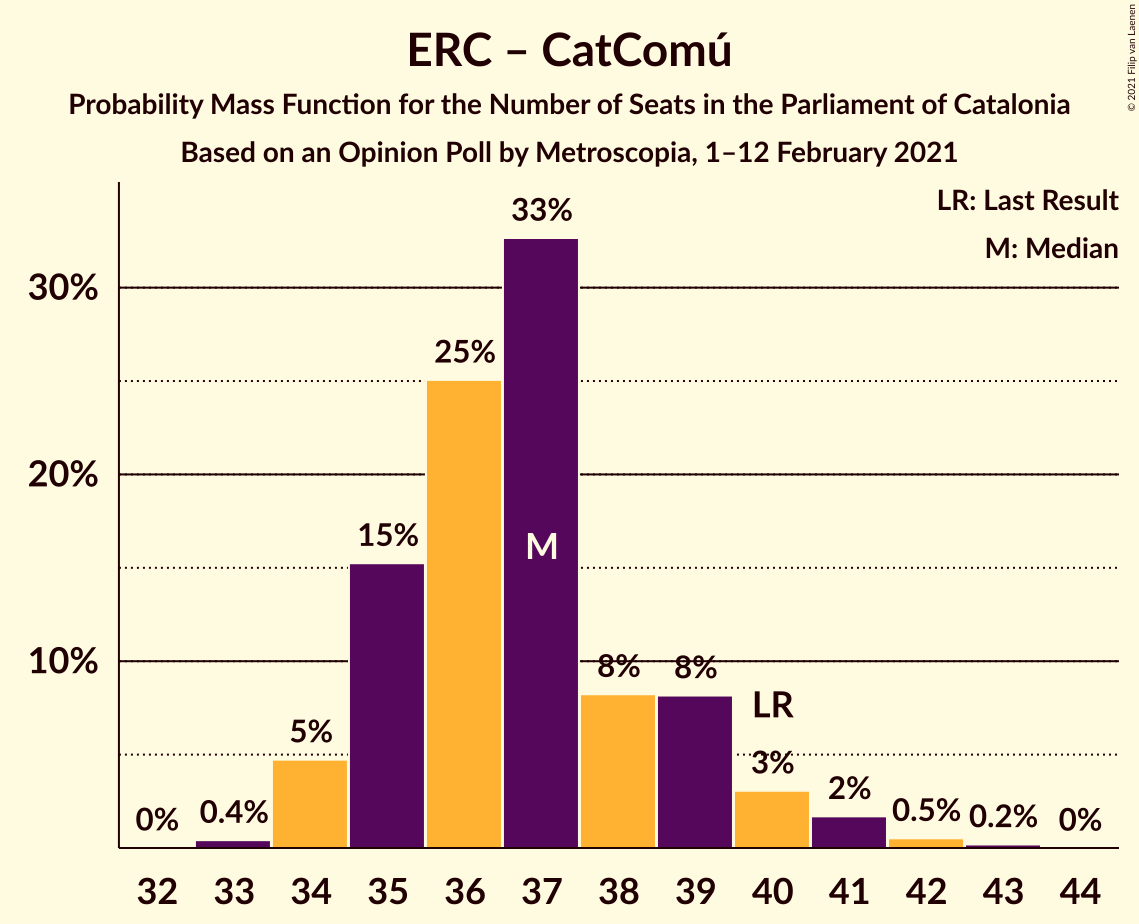 ERC – CatComú
Probability Mass Function for the Number of Seats in the Parliament of Catalonia
Based on an Opinion Poll by Metroscopia, 1–12 February 2021
© 2021 Filip van Laenen
LR: Last Result
M: Median
33%
30%
25%
20%
15%
M
10%
8%
8%
LR
5%
3%
2%
0%
0.4%
0.5%
0.2%
0%
32 33 34 35 36 37 38 39 40 41 42 43 44